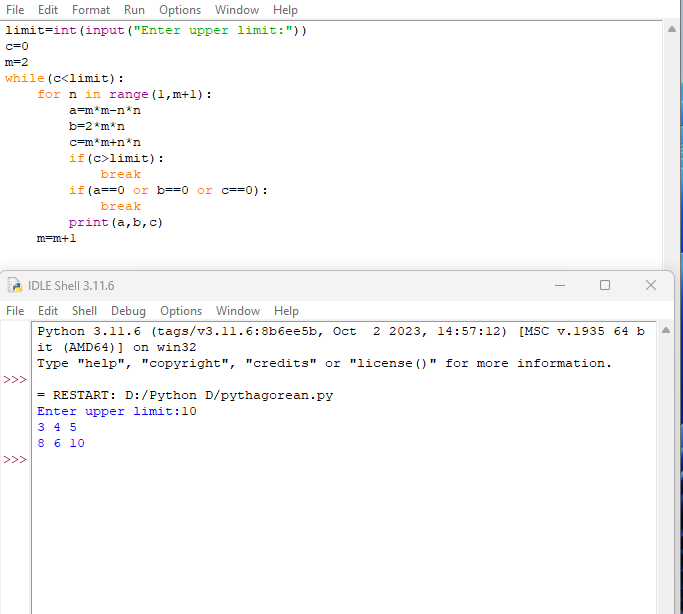 File Edit Format Run Options Window Help
limit=int(input("Enter upper limit:"))
c=0
m=2
while(c<limit):
    for n in range(1,m+1):
        a=m*m-n*n
        b=2*m*n
        c=m*m+n*n
        if(c>limit):
            break
        if(a==0 or b==0 or c==0):
            break
        print(a,b,c)
    m=m+1
IDLE Shell 3.11.6
File Edit Shell Debug Options Window Help
Python 3.11.6 (tags/v3.11.6:8b6ee5b, Oct  2 2023, 14:57:12) [MSC v.1935 64 b
it (AMD64)] on win32
Type "help", "copyright", "credits" or "license()" for more information.
>>>
= RESTART: D:/Python D/pythagorean.py
Enter upper limit:10
3 4 5
8 6 10
>>>